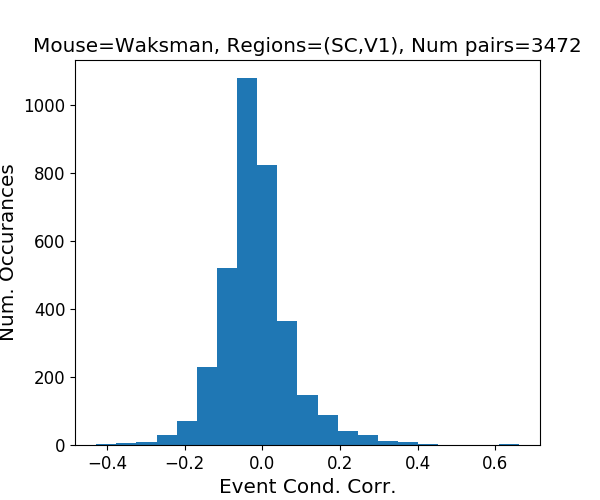 Mouse=Waksman, Regions=(SC,V1), Num pairs=3472
1000
800
600
400
200
0
Num. Occurances
−0.4 −0.2 0.0 0.2 0.4 0.6
Event Cond. Corr.